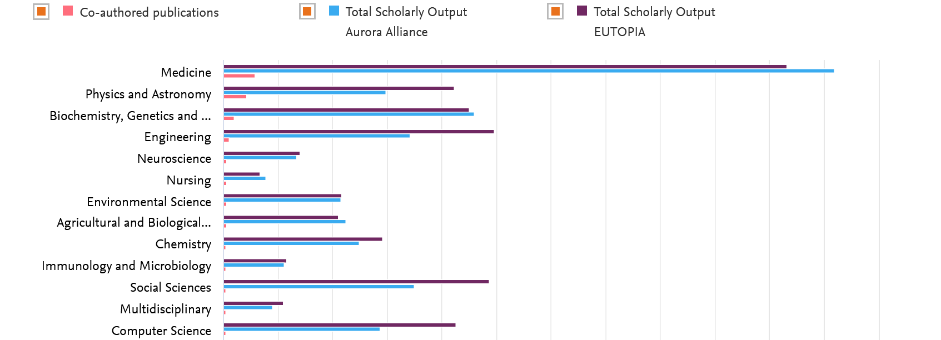 Co-authored publications
Total Scholarly Output
Aurora Alliance
Total Scholarly Output
EUTOPIA
Medicine
Physics and Astronomy
Biochemistry, Genetics and ...
Engineering
Neuroscience
Nursing
Environmental Science
Agricultural and Biological...
Chemistry
Immunology and Microbiology
Social Sciences
Multidisciplinary
Computer Science